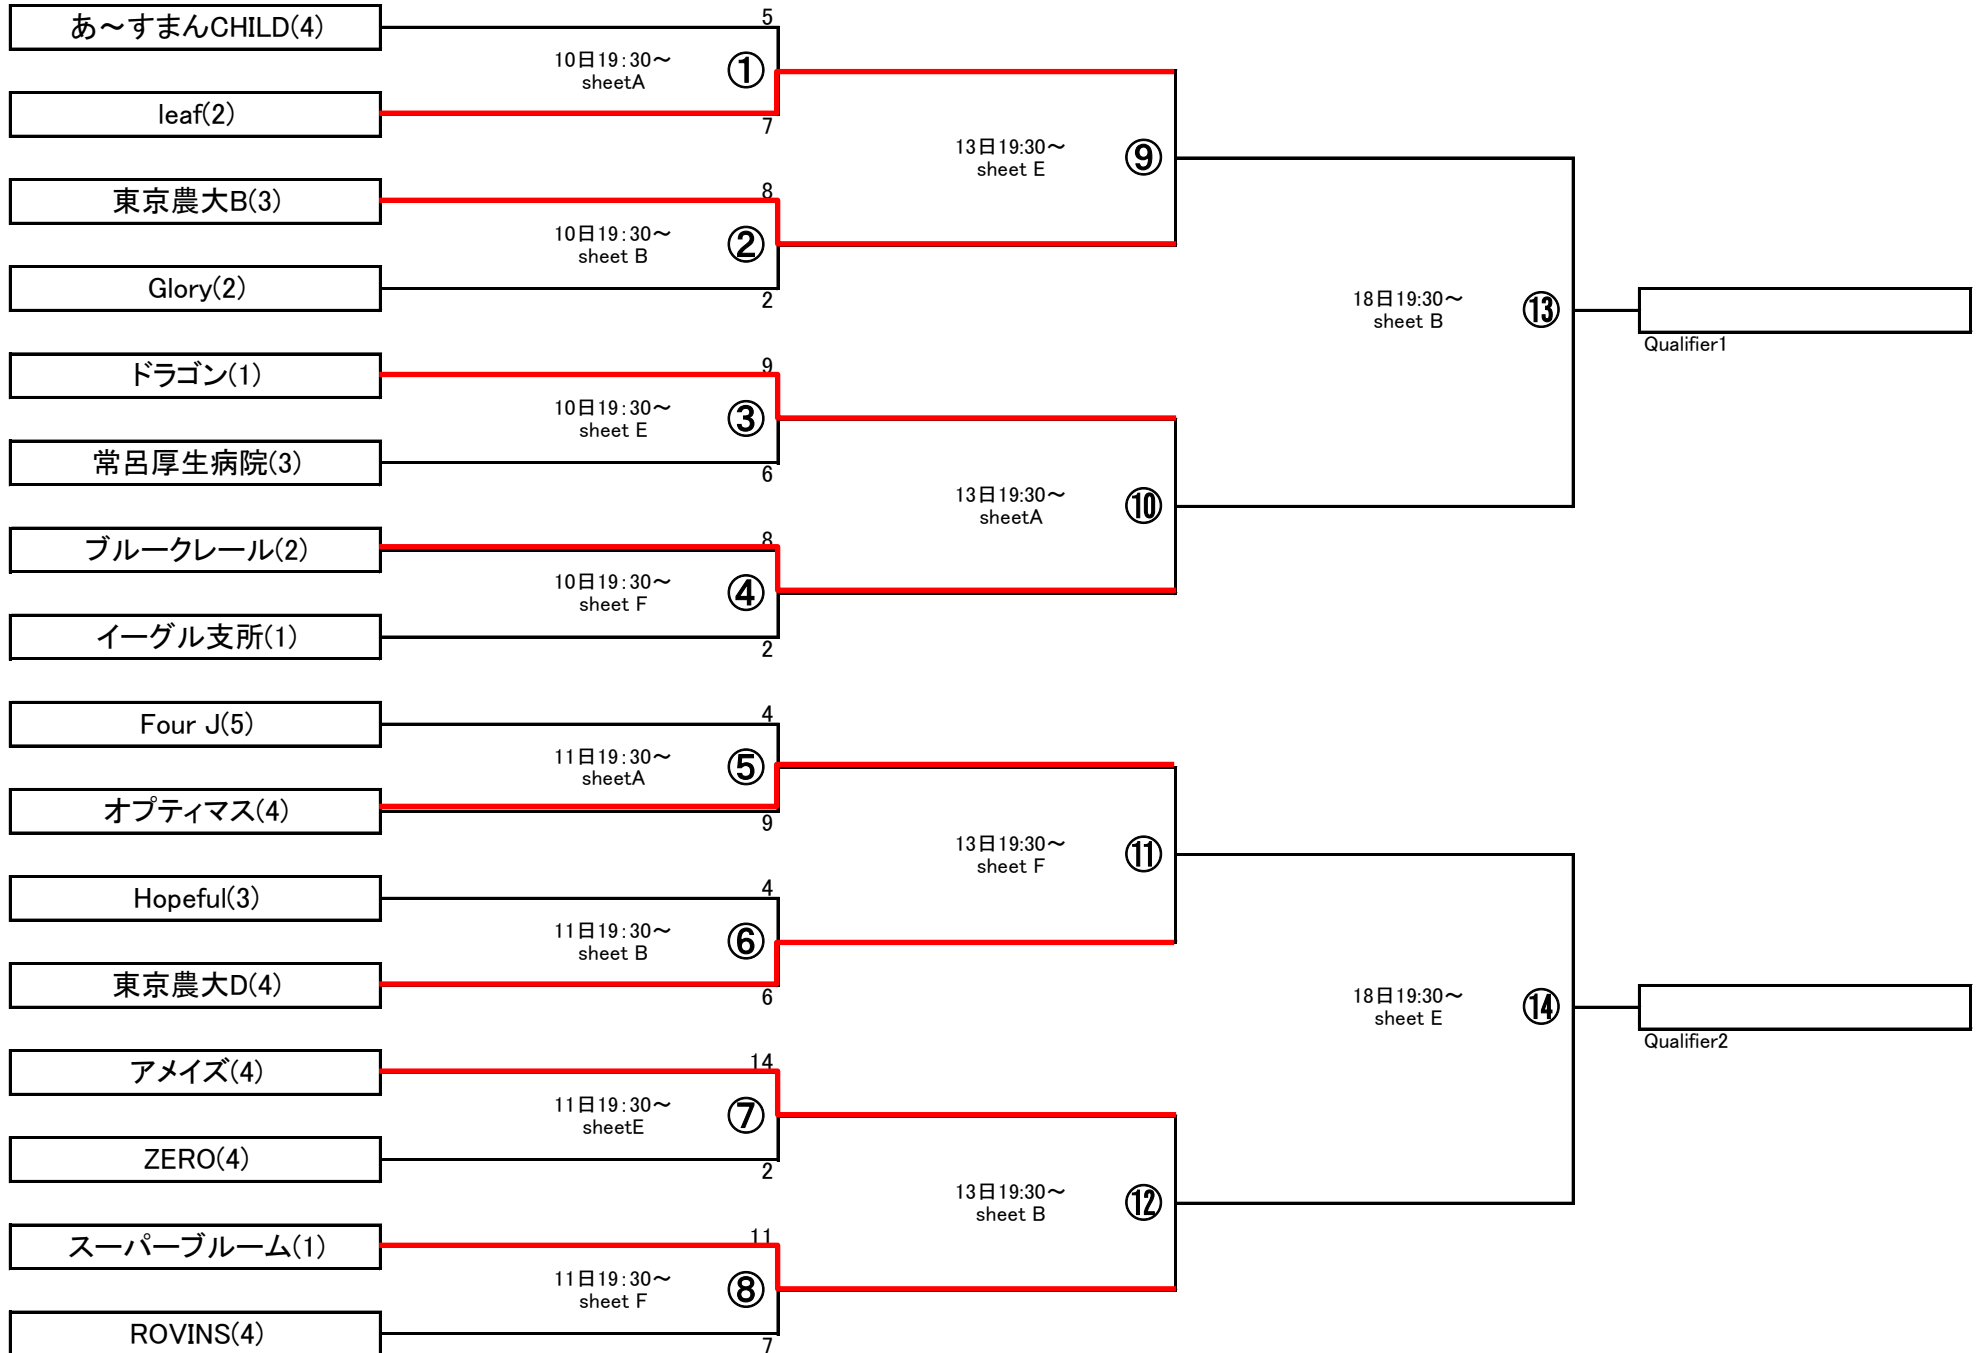 あ～すまんCHILD(4)
5
10日19:30～
sheetA
①
leaf(2)
7
13日19:30～
sheet E
⑨
東京農大B(3)
8
10日19:30～
sheet B
②
Glory(2)
2
18日19:30～
sheet B
⑬
Qualifier1
ドラゴン(1)
9
10日19:30～
sheet E
③
常呂厚生病院(3)
6
13日19:30～
sheetA
⑩
ブルークレール(2)
8
10日19:30～
sheet F
④
イーグル支所(1)
2
Four J(5)
4
11日19:30～
sheetA
⑤
オプティマス(4)
9
13日19:30～
sheet F
⑪
Hopeful(3)
4
11日19:30～
sheet B
⑥
東京農大D(4)
6
18日19:30～
sheet E
⑭
Qualifier2
アメイズ(4)
14
11日19:30～
sheetE
⑦
ZERO(4)
2
13日19:30～
sheet B
⑫
スーパーブルーム(1)
11
11日19:30～
sheet F
⑧
ROVINS(4)
7